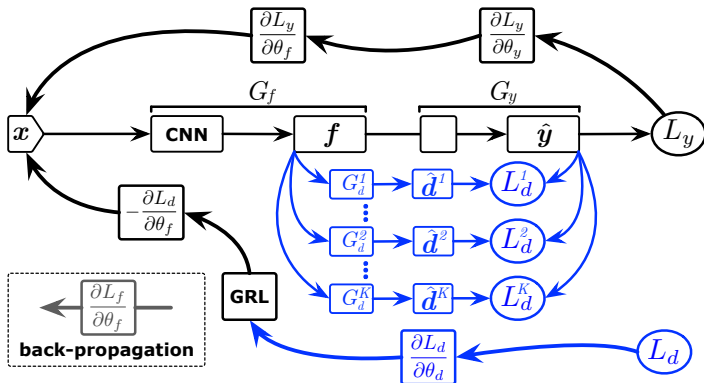 ∂L_y/∂θ_f ∂L_y/∂θ_y
G_f G_y
x CNN f ŷ L_y
G_d^1 d̂^1 L_d^1
G_d^2 d̂^2 L_d^2
G_d^K d̂^K L_d^K
−∂L_d/∂θ_f
GRL
∂L_f/∂θ_f
back-propagation
∂L_d/∂θ_d L_d